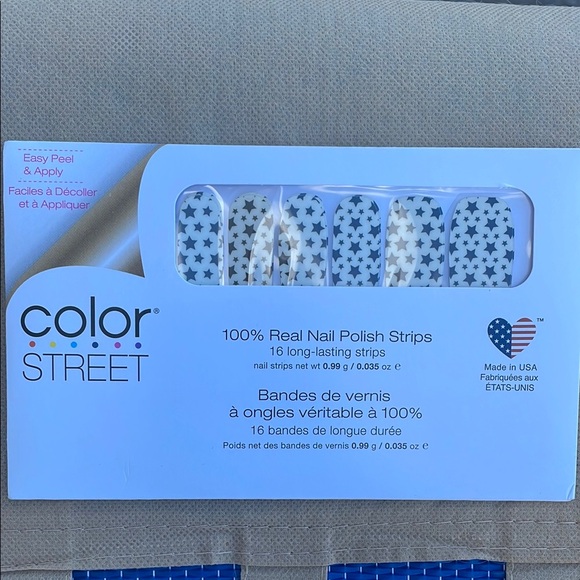 Easy Peel
& Apply
Faciles à Décoller
et à Appliquer
color®
STREET
100% Real Nail Polish Strips
16 long-lasting strips
nail strips net wt 0.99 g / 0.035 oz e
Bandes de vernis
à ongles véritable à 100%
16 bandes de longue durée
Poids net des bandes de vernis 0.99 g / 0.035 oz e
™
Made in USA
Fabriquées aux
ÉTATS-UNIS